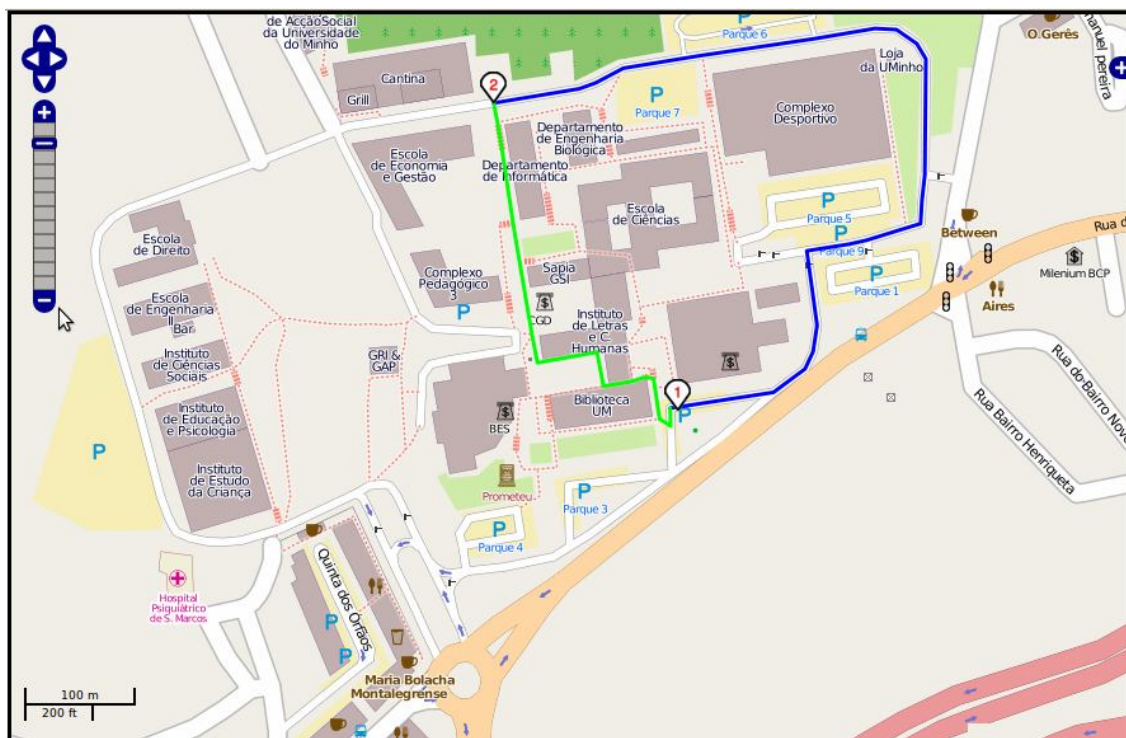 de AcçãoSocial
da Universidade
do Minho
P
Parque 6
O.Gerês
manuel pereira
Cantina
Grill
2
P
Parque 7
Loja
da UMinho
Complexo
Desportivo
Escola
de Economia
e Gestão
Departamento
de Engenharia
Biológica
Departamento
de Informática
Escola
de Ciências
P
Parque 5
P
Parque 9
Between
Rua d
Milenium BCP
Escola
de Direito
Complexo
Pedagógico
3
P
Sapia
GSI
CGD
P
Parque 1
Aires
Escola
de Engenharia
II
Bar
Instituto
de Letras
e C.
Humanas
Instituto
de Ciências
Sociais
GRI &
GAP
Instituto
de Educação
e Psicologia
BES
Biblioteca
UM
1
P
Rua do Bairro Novo
Rua Bairro Henriqueta
P
Instituto
de Estudo
da Criança
Prometeu
P
Parque 3
P
Parque 4
Quinta dos Órfãos
Hospital
Psiguiátrico
de S. Marcos
P
P
Maria Bolacha
Montalegrense
100 m
200 ft